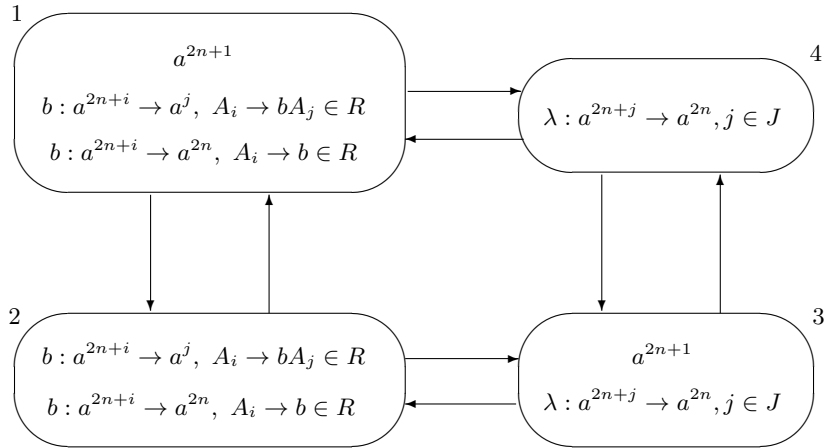 1
a^{2n+1}
b : a^{2n+i} → a^j, A_i → bA_j ∈ R
b : a^{2n+i} → a^{2n}, A_i → b ∈ R
4
λ : a^{2n+j} → a^{2n}, j ∈ J
2
b : a^{2n+i} → a^j, A_i → bA_j ∈ R
b : a^{2n+i} → a^{2n}, A_i → b ∈ R
3
a^{2n+1}
λ : a^{2n+j} → a^{2n}, j ∈ J